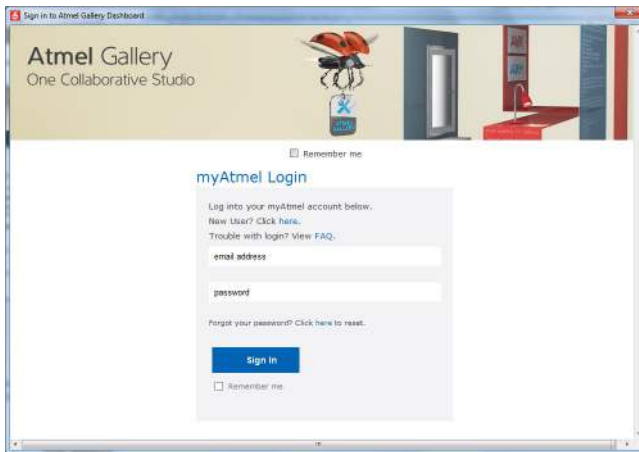 Sign in to Atmel Gallery Dashboard
Atmel Gallery
One Collaborative Studio
Remember me
myAtmel Login
Log into your myAtmel account below.
New User? Click here.
Trouble with login? View FAQ.
email address
password
Forgot your password? Click here to reset.
Sign In
Remember me